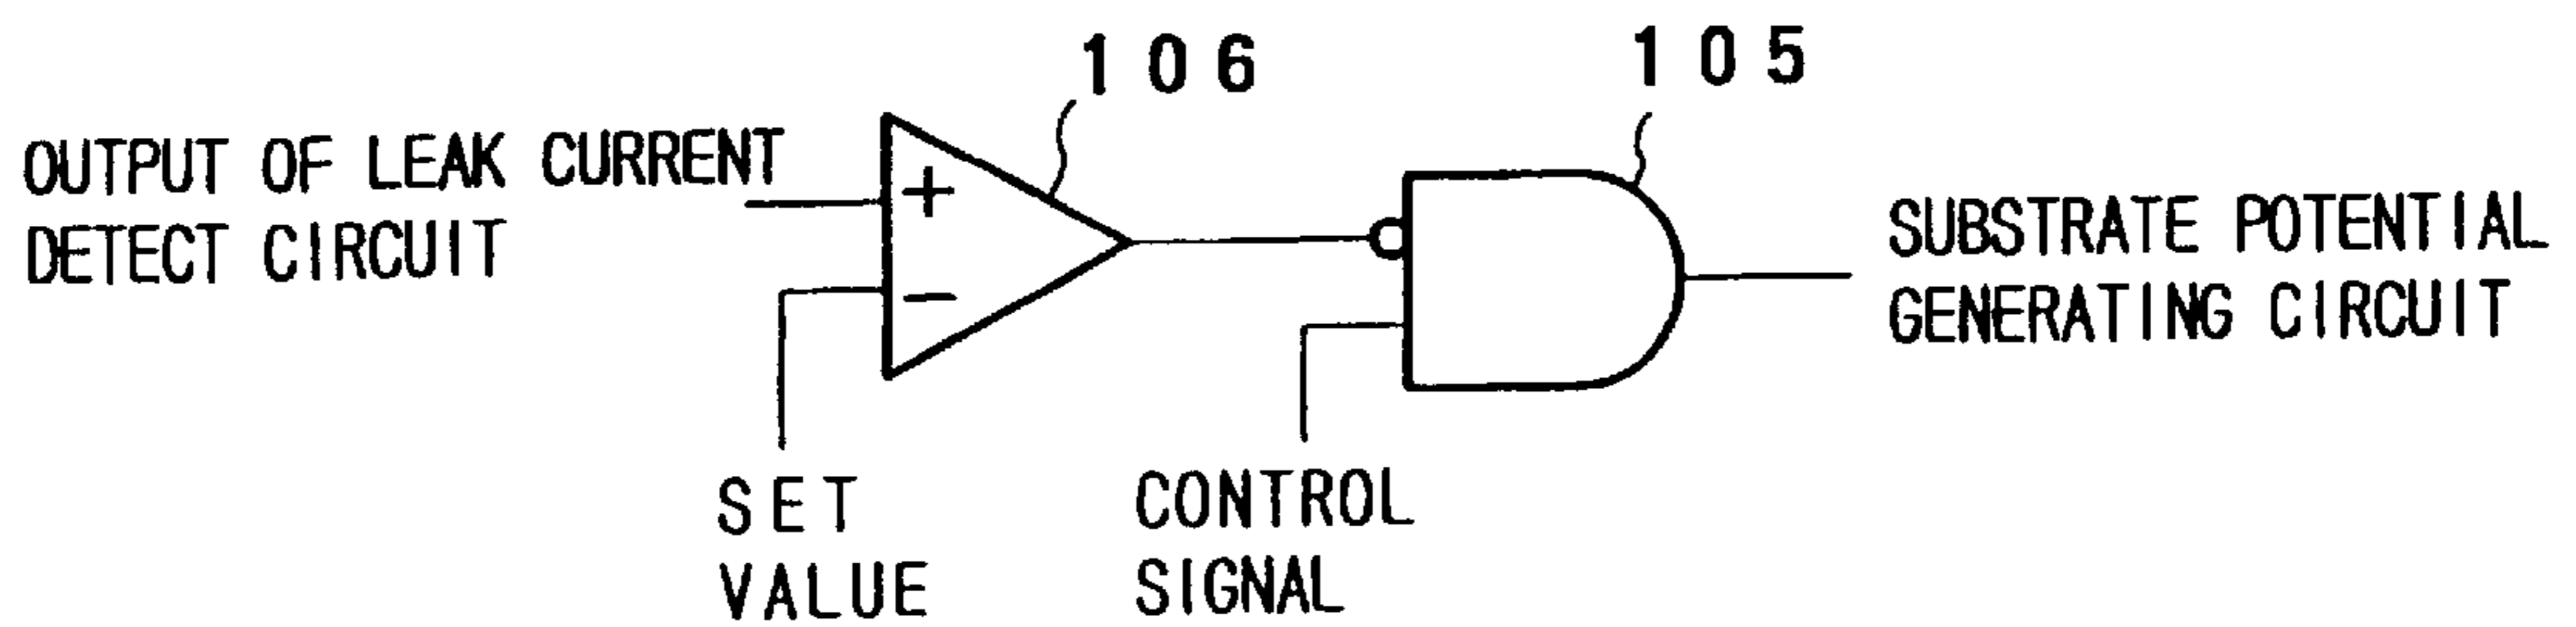 106
105
OUTPUT OF LEAK CURRENT
DETECT CIRCUIT
+
−
SUBSTRATE POTENTIAL
GENERATING CIRCUIT
SET
VALUE
CONTROL
SIGNAL